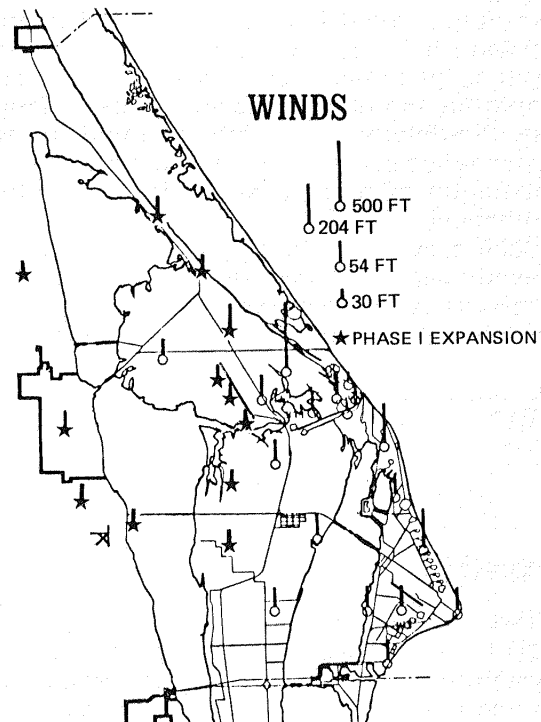 WINDS
500 FT
204 FT
54 FT
30 FT
PHASE I EXPANSION